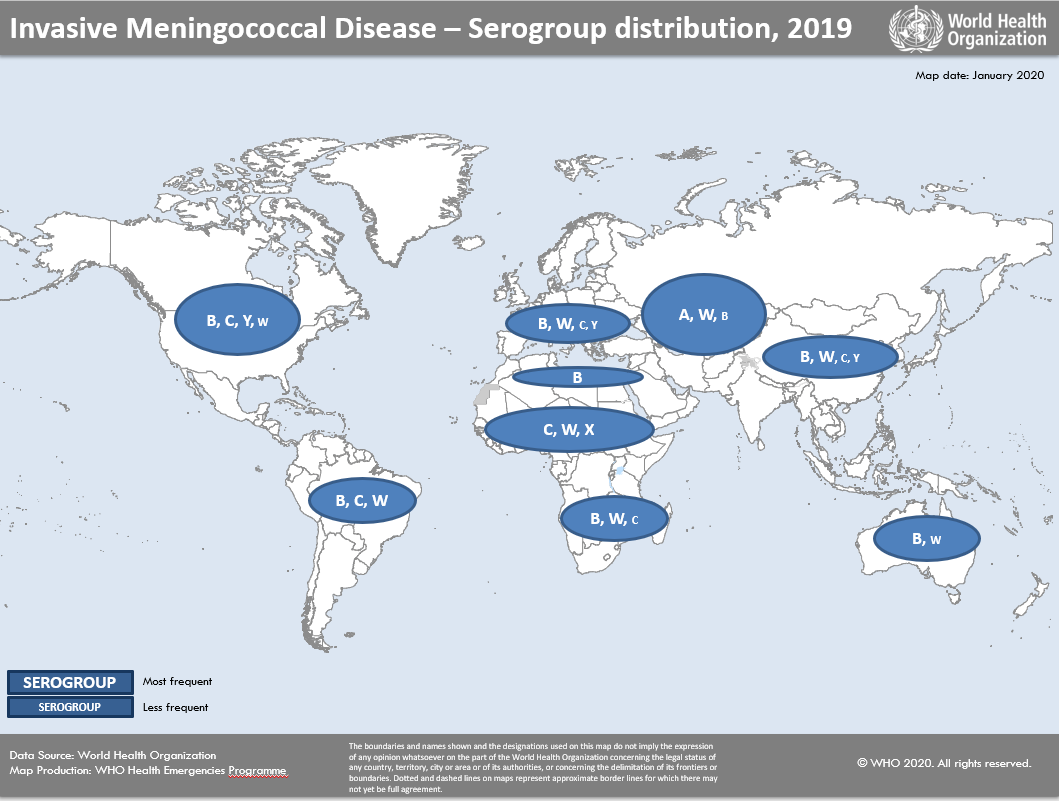 Invasive Meningococcal Disease – Serogroup distribution, 2019
World Health
Organization
Map date: January 2020
B, C, Y, W
B, W, C, Y
A, W, B
B, W, C, Y
B
C, W, X
B, C, W
B, W, C
B, W
SEROGROUP Most frequent
SEROGROUP Less frequent
Data Source: World Health Organization
Map Production: WHO Health Emergencies Programme
The boundaries and names shown and the designations used on this map do not imply the expression
of any opinion whatsoever on the part of the World Health Organization concerning the legal status of
any country, territory, city or area or of its authorities, or concerning the delimitation of its frontiers or
boundaries. Dotted and dashed lines on maps represent approximate border lines for which there may
not yet be full agreement.
© WHO 2020. All rights reserved.